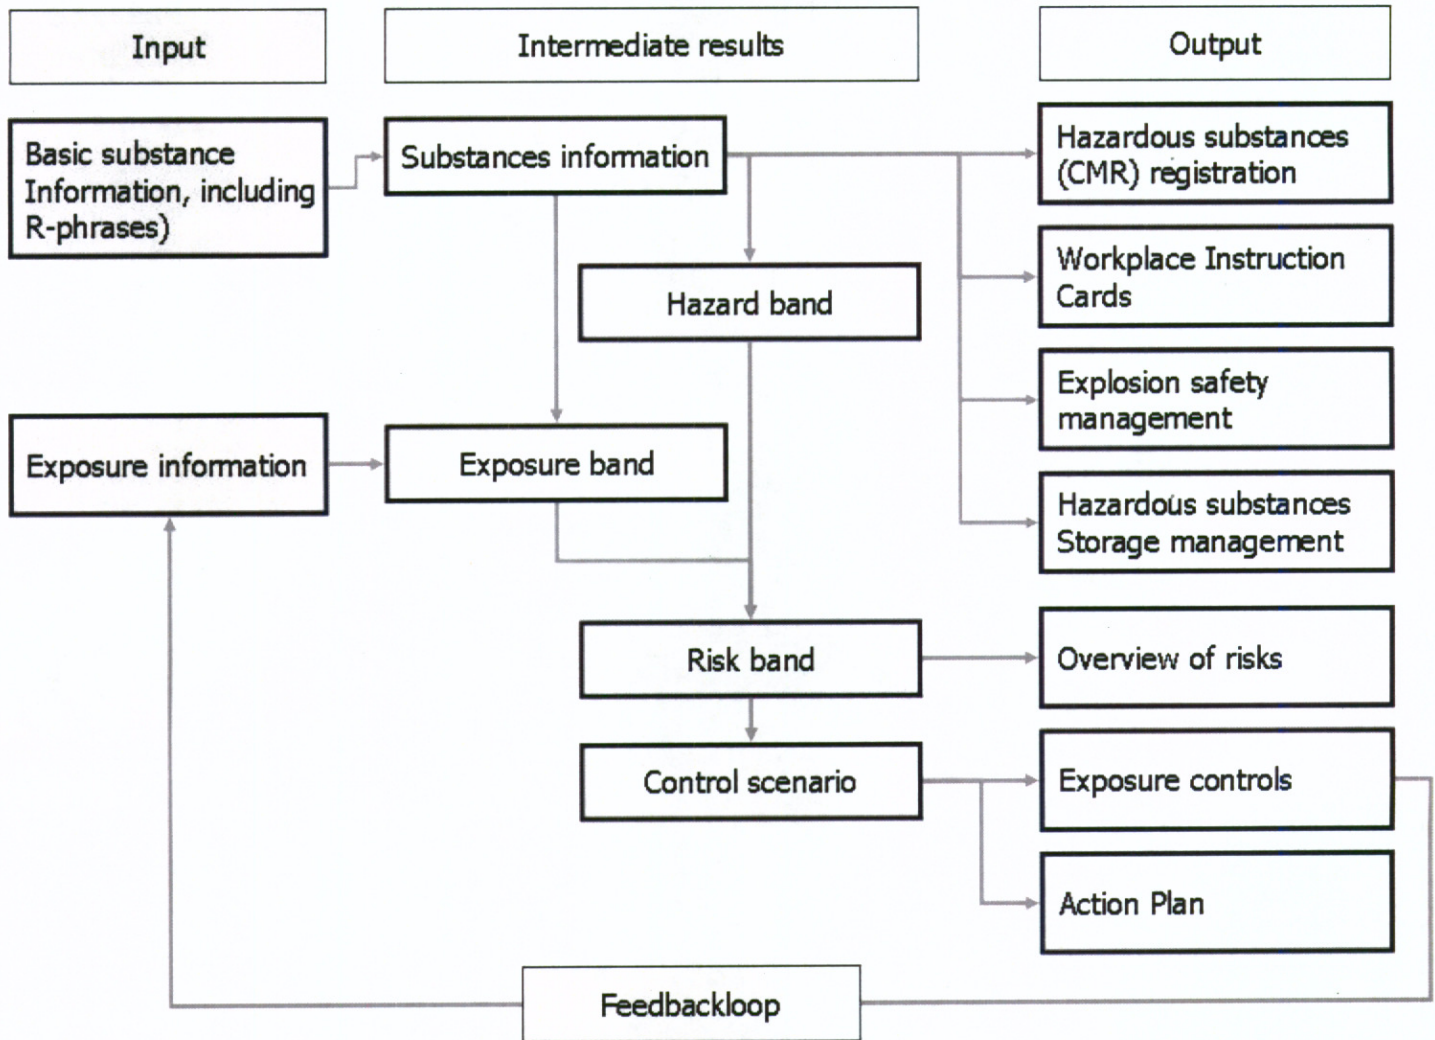 Input
Intermediate results
Output
Basic substance
Information, including
R-phrases)
Substances information
Hazardous substances
(CMR) registration
Workplace Instruction
Cards
Hazard band
Explosion safety
management
Exposure information
Exposure band
Hazardous substances
Storage management
Risk band
Overview of risks
Control scenario
Exposure controls
Action Plan
Feedbackloop